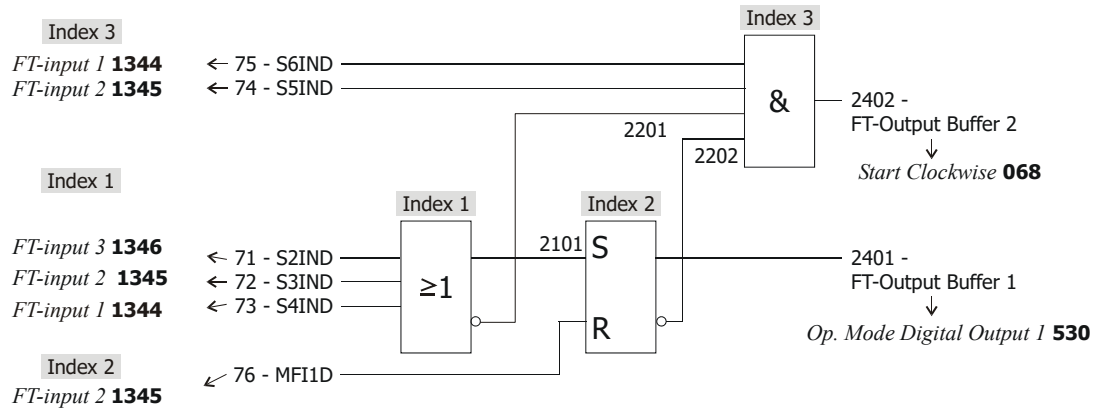 Index 3
Index 3
FT-input 1 1344 ← 75 - S6IND
FT-input 2 1345 ← 74 - S5IND
&
2402 -
FT-Output Buffer 2
Start Clockwise 068
2201
2202
Index 1
Index 1
Index 2
FT-input 3 1346 ← 71 - S2IND
FT-input 2 1345 ← 72 - S3IND
FT-input 1 1344 ← 73 - S4IND
≥1
2101
S
R
2401 -
FT-Output Buffer 1
Op. Mode Digital Output 1 530
Index 2
76 - MFI1D
FT-input 2 1345